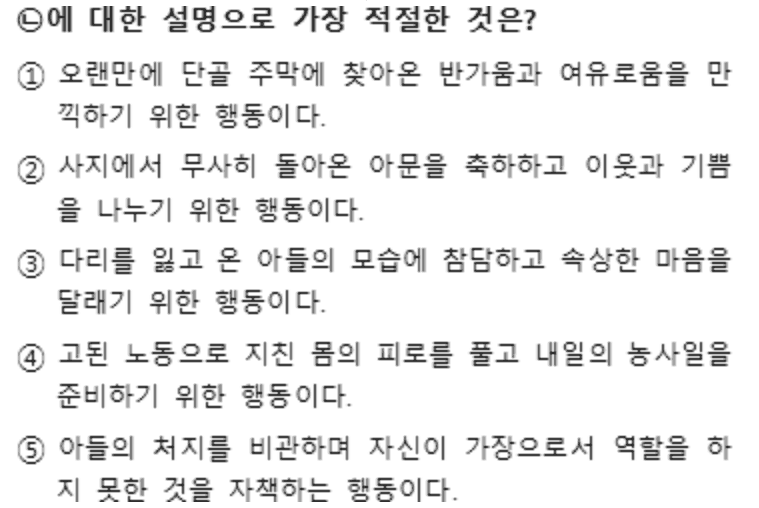 ㉡에 대한 설명으로 가장 적절한 것은?
① 오랜만에 단골 주막에 찾아온 반가움과 여유로움을 만
끽하기 위한 행동이다.
② 사지에서 무사히 돌아온 아문을 축하하고 이웃과 기쁨
을 나누기 위한 행동이다.
③ 다리를 잃고 온 아들의 모습에 참담하고 속상한 마음을
달래기 위한 행동이다.
④ 고된 노동으로 지친 몸의 피로를 풀고 내일의 농사일을
준비하기 위한 행동이다.
⑤ 아들의 처지를 비관하며 자신이 가장으로서 역할을 하
지 못한 것을 자책하는 행동이다.